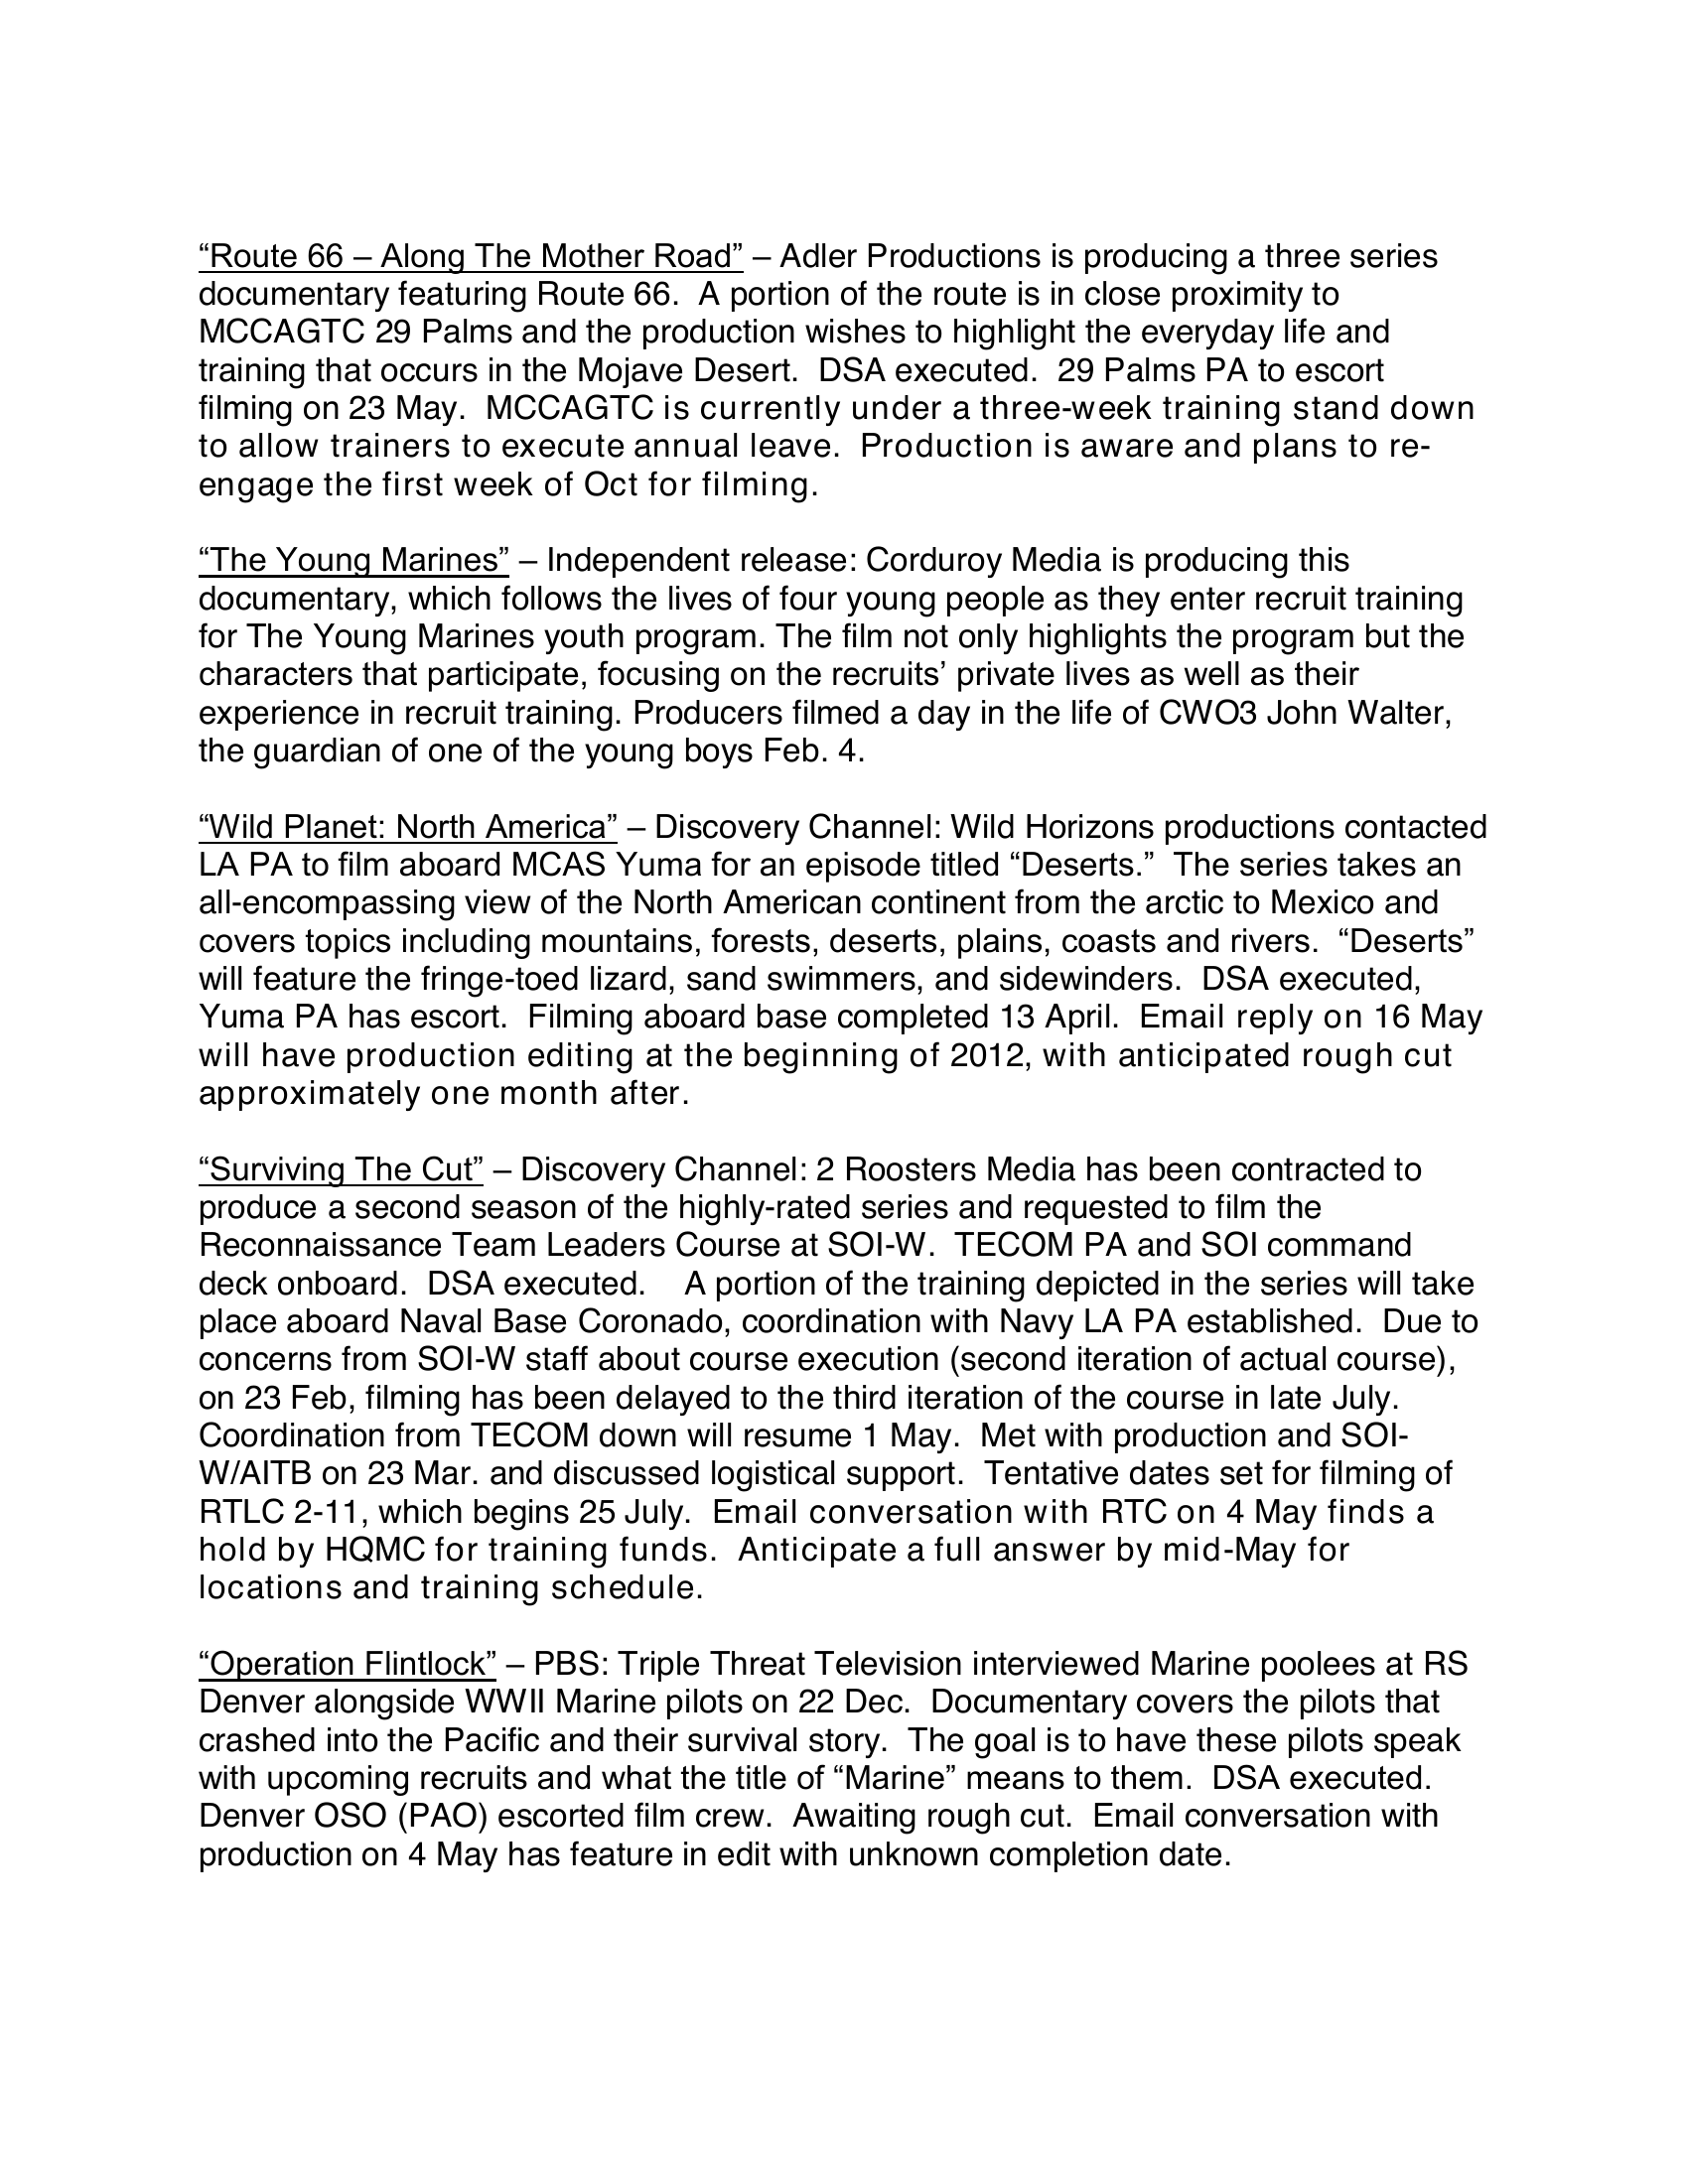 “Route 66 – Along The Mother Road” – Adler Productions is producing a three series
documentary featuring Route 66.  A portion of the route is in close proximity to
MCCAGTC 29 Palms and the production wishes to highlight the everyday life and
training that occurs in the Mojave Desert.  DSA executed.  29 Palms PA to escort
filming on 23 May.  MCCAGTC is currently under a three-week training stand down
to allow trainers to execute annual leave.  Production is aware and plans to re-
engage the first week of Oct for filming.

“The Young Marines” – Independent release: Corduroy Media is producing this
documentary, which follows the lives of four young people as they enter recruit training
for The Young Marines youth program. The film not only highlights the program but the
characters that participate, focusing on the recruits’ private lives as well as their
experience in recruit training. Producers filmed a day in the life of CWO3 John Walter,
the guardian of one of the young boys Feb. 4.

“Wild Planet: North America” – Discovery Channel: Wild Horizons productions contacted
LA PA to film aboard MCAS Yuma for an episode titled “Deserts.”  The series takes an
all-encompassing view of the North American continent from the arctic to Mexico and
covers topics including mountains, forests, deserts, plains, coasts and rivers.  “Deserts”
will feature the fringe-toed lizard, sand swimmers, and sidewinders.  DSA executed,
Yuma PA has escort.  Filming aboard base completed 13 April.  Email reply on 16 May
will have production editing at the beginning of 2012, with anticipated rough cut
approximately one month after.

“Surviving The Cut” – Discovery Channel: 2 Roosters Media has been contracted to
produce a second season of the highly-rated series and requested to film the
Reconnaissance Team Leaders Course at SOI-W.  TECOM PA and SOI command
deck onboard.  DSA executed.    A portion of the training depicted in the series will take
place aboard Naval Base Coronado, coordination with Navy LA PA established.  Due to
concerns from SOI-W staff about course execution (second iteration of actual course),
on 23 Feb, filming has been delayed to the third iteration of the course in late July.
Coordination from TECOM down will resume 1 May.  Met with production and SOI-
W/AITB on 23 Mar. and discussed logistical support.  Tentative dates set for filming of
RTLC 2-11, which begins 25 July.  Email conversation with RTC on 4 May finds a
hold by HQMC for training funds.  Anticipate a full answer by mid-May for
locations and training schedule.

“Operation Flintlock” – PBS: Triple Threat Television interviewed Marine poolees at RS
Denver alongside WWII Marine pilots on 22 Dec.  Documentary covers the pilots that
crashed into the Pacific and their survival story.  The goal is to have these pilots speak
with upcoming recruits and what the title of “Marine” means to them.  DSA executed.
Denver OSO (PAO) escorted film crew.  Awaiting rough cut.  Email conversation with
production on 4 May has feature in edit with unknown completion date.